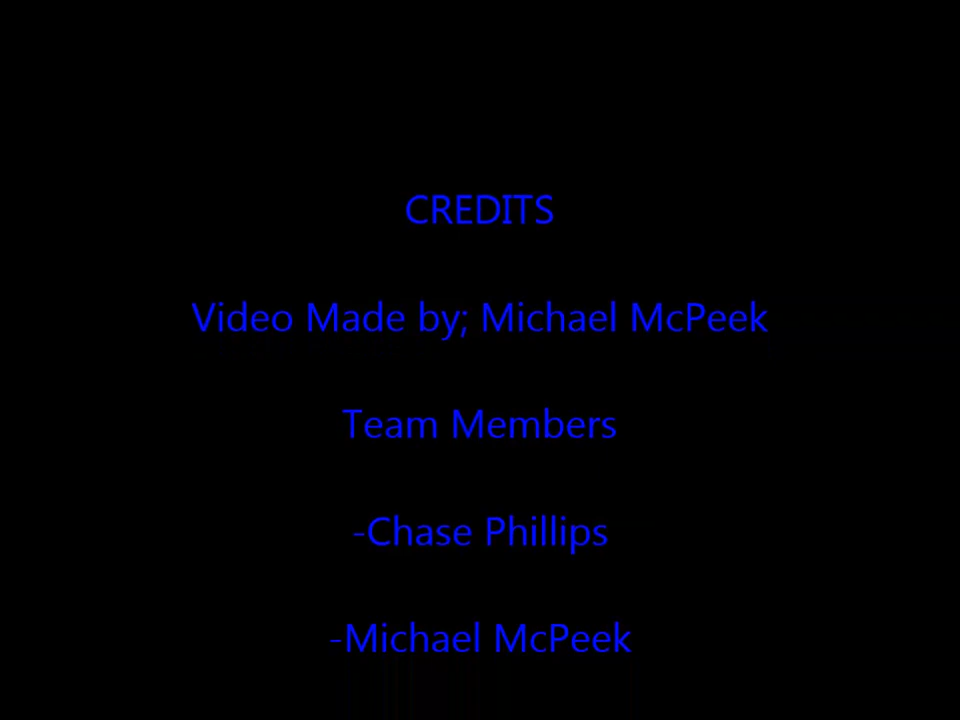 CREDITS
Video Made by; Michael McPeek
Team Members
-Chase Phillips
-Michael McPeek